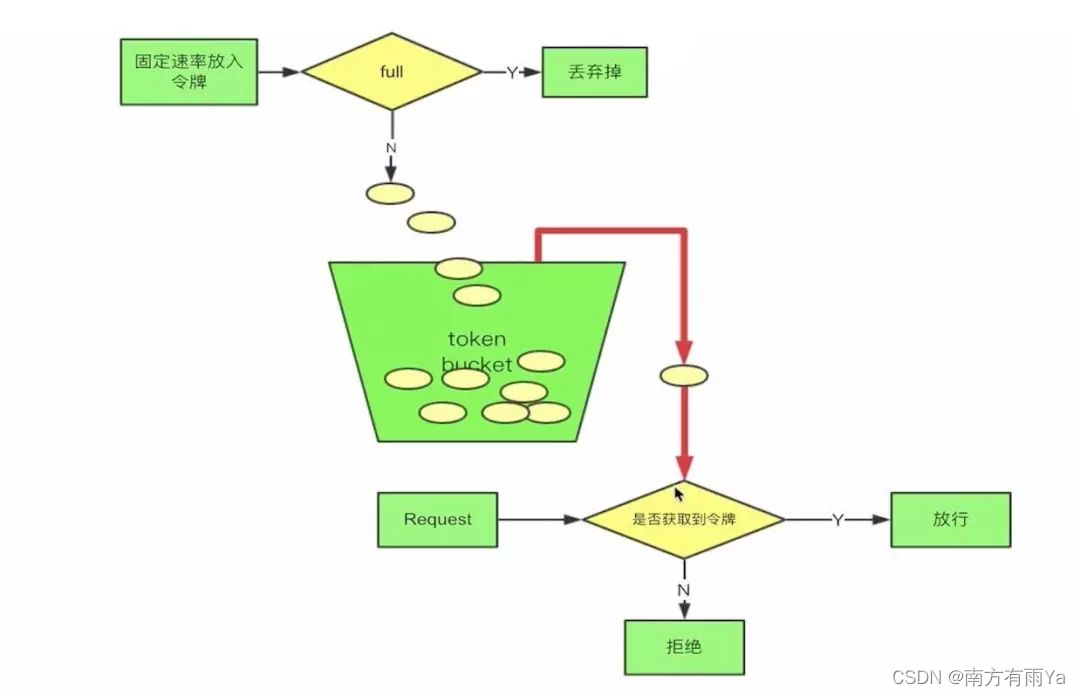 固定速率放入
令牌
full
Y
丢弃掉
N
token
bucket
Request
是否获取到令牌
Y
放行
N
拒绝
CSDN @南方有雨Ya